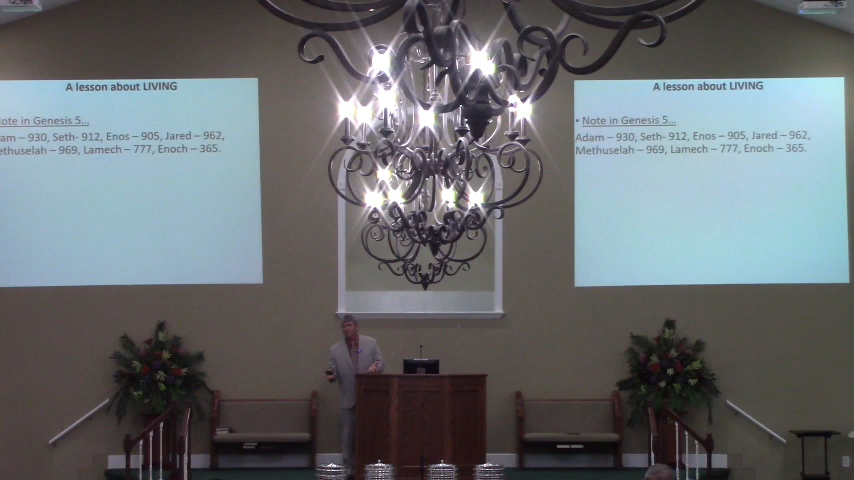 A lesson about LIVING
Note in Genesis 5...
am – 930, Seth- 912, Enos – 905, Jared – 962,
ethuselah – 969, Lamech – 777, Enoch – 365.
A lesson about LIVING
• Note in Genesis 5...
Adam – 930, Seth- 912, Enos – 905, Jared – 962,
Methuselah – 969, Lamech – 777, Enoch – 365.